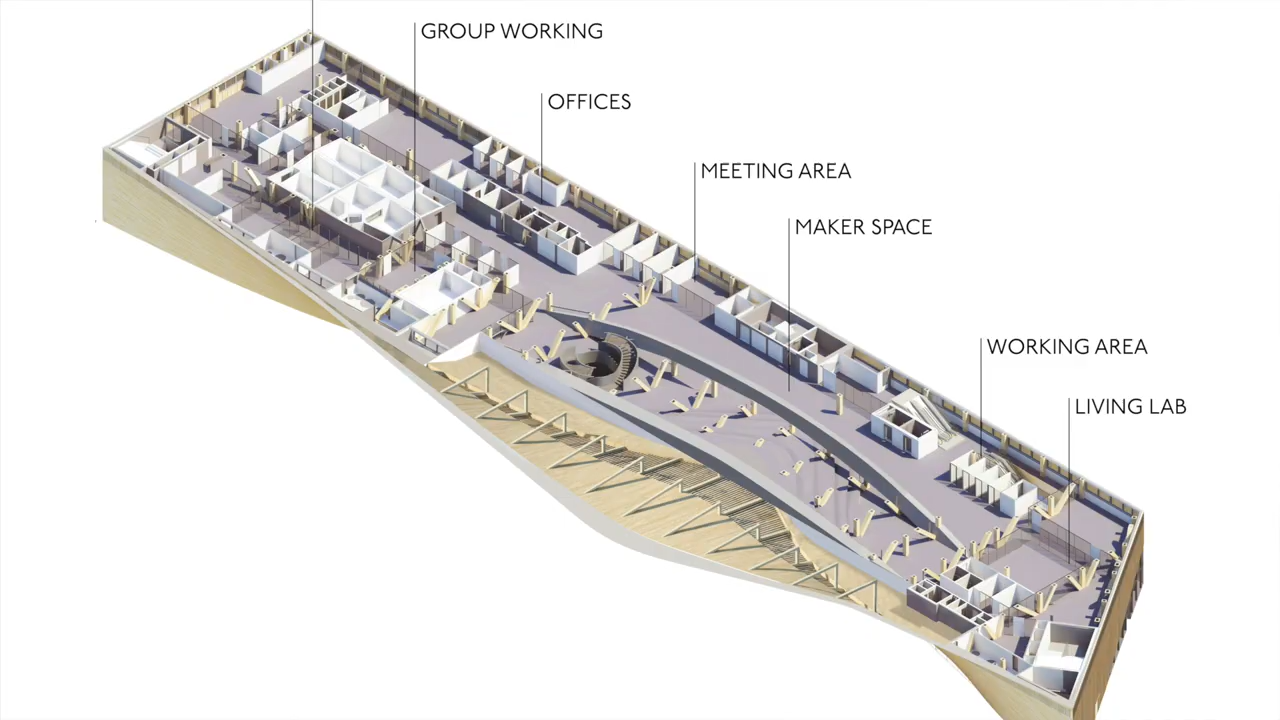 GROUP WORKING
OFFICES
MEETING AREA
MAKER SPACE
WORKING AREA
LIVING LAB